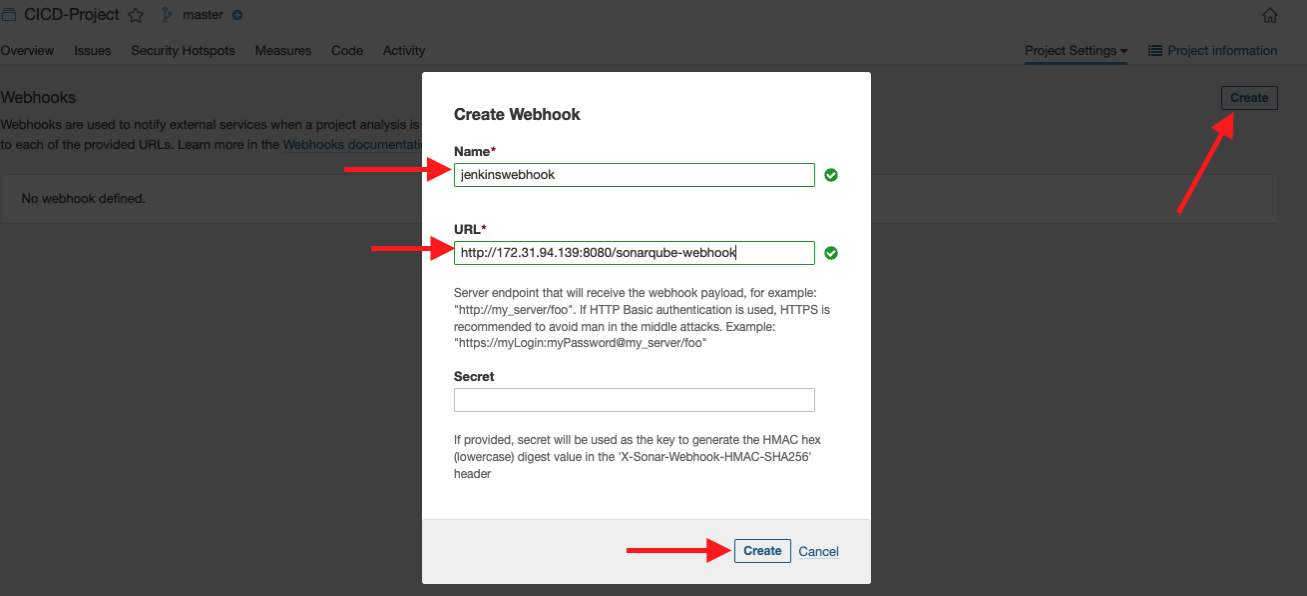 CICD-Project master
Overview Issues Security Hotspots Measures Code Activity Project Settings Project information
Webhooks
Create
Webhooks are used to notify external services when a project analysis is
to each of the provided URLs. Learn more in the Webhooks documentati
No webhook defined.
Create Webhook
Name*
jenkinswebhook
URL*
http://172.31.94.139:8080/sonarqube-webhook
Server endpoint that will receive the webhook payload, for example:
"http://my_server/foo". If HTTP Basic authentication is used, HTTPS is
recommended to avoid man in the middle attacks. Example:
"https://myLogin:myPassword@my_server/foo"
Secret
If provided, secret will be used as the key to generate the HMAC hex
(lowercase) digest value in the 'X-Sonar-Webhook-HMAC-SHA256'
header
Create Cancel